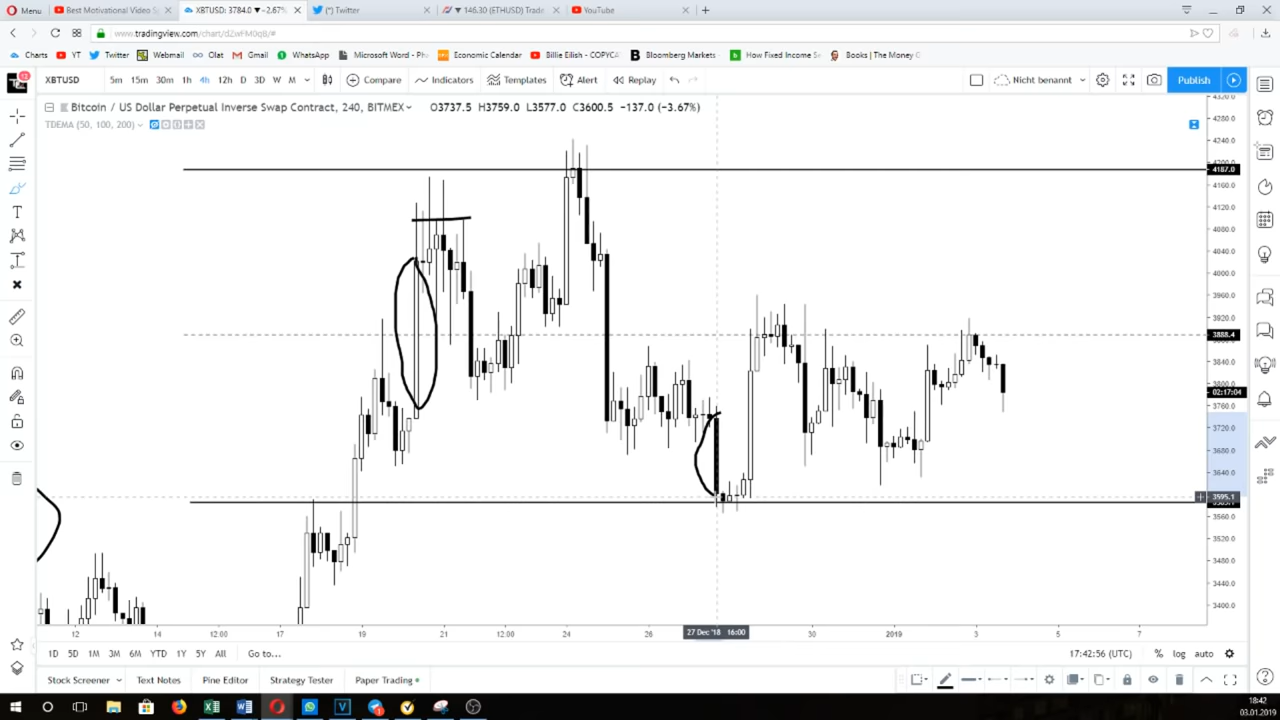 Menu
Best Motivational Video Sp
XBTUSD: 3784.0 ▼ −2.67%
(*) Twitter
▼ 146.30 (ETHUSD) Trade
YouTube
www.tradingview.com/chart/dZwFM0qB/#
Charts
YT
Twitter
Webmail
Olat
Gmail
WhatsApp
Microsoft Word - Ph
Economic Calendar
Billie Eilish - COPYCA
Bloomberg Markets
How Fixed Income Se
Books | The Money G
XBTUSD
5m 15m 30m 1h 4h 12h D 3D W M
Compare
Indicators
Templates
Alert
Replay
Nicht benannt
Publish
Bitcoin / US Dollar Perpetual Inverse Swap Contract, 240, BITMEX
O3737.5 H3759.0 L3577.0 C3600.5 −137.0 (−3.67%)
TDEMA (50, 100, 200)
4320.0
4280.0
4240.0
4187.0
4160.0
4120.0
4080.0
4040.0
4000.0
3960.0
3920.0
3888.4
3840.0
3800.0
02:17:04
3760.0
3720.0
3680.0
3640.0
3595.1
3560.0
3520.0
3480.0
3440.0
3400.0
12 14 12:00 17 19 21 12:00 24 26 27 Dec '18 16:00 30 2019 3 5 7
1D 5D 1M 3M 6M YTD 1Y 5Y All
Go to...
17:42:56 (UTC)
% log auto
Stock Screener
Text Notes
Pine Editor
Strategy Tester
Paper Trading
18:42
03.01.2019